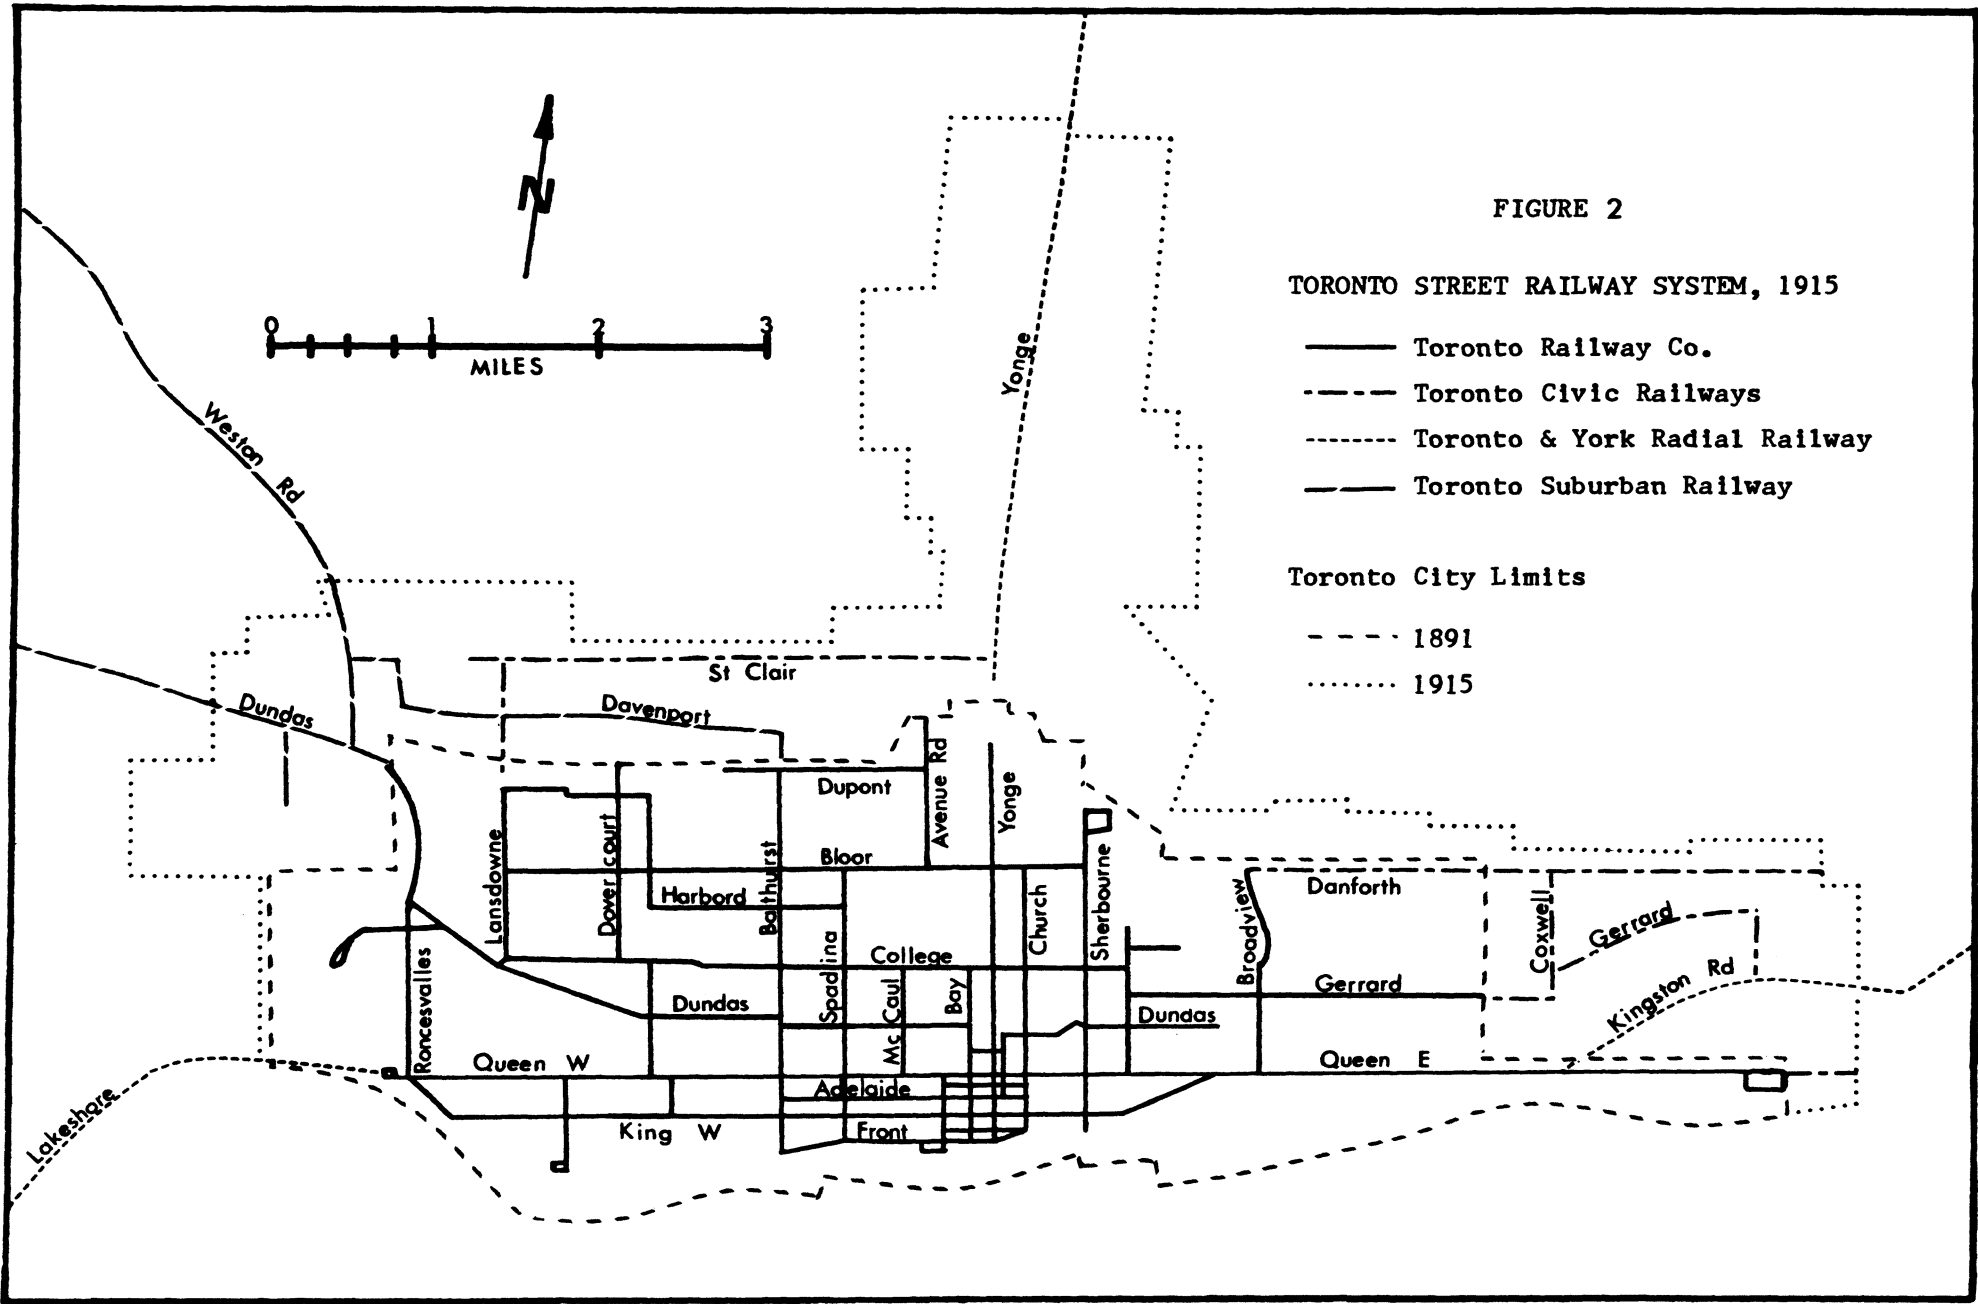 FIGURE 2
TORONTO STREET RAILWAY SYSTEM, 1915
Toronto Railway Co.
Toronto Civic Railways
Toronto & York Radial Railway
Toronto Suburban Railway
Toronto City Limits
1891
1915
N
0 1 2 3
MILES
Weston Rd
Yonge
St Clair
Dundas
Davenport
Avenue Rd
Yonge
Dupont
Lansdowne
Dovercourt
Bathurst
Bloor
Harbord
Church
Sherbourne
Broadview
Danforth
Coxwell
Gerrard
Kingston Rd
Roncesvalles
Spadina
College
Mc Caul
Bay
Dundas
Dundas
Gerrard
Queen W
Queen E
Adelaide
King W
Front
Lakeshore